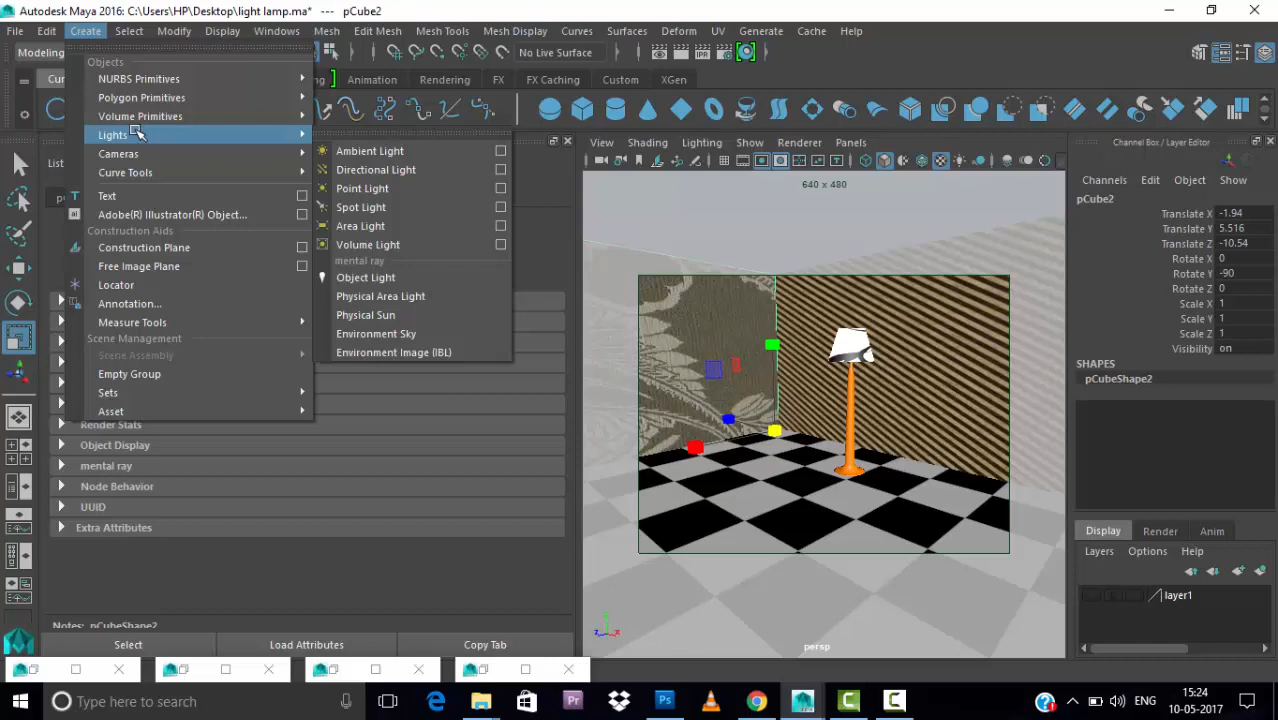 Autodesk Maya 2016: C:\Users\HP\Desktop\light lamp.ma* --- pCube2
File Edit Create Select Modify Display Windows Mesh Edit Mesh Mesh Tools Mesh Display Curves Surfaces Deform UV Generate Cache Help
Modeling No Live Surface IPR
Animation Rendering FX FX Caching Custom XGen
Objects
NURBS Primitives
Polygon Primitives
Volume Primitives
Lights
Cameras
Curve Tools
Text
Adobe(R) Illustrator(R) Object...
Construction Aids
Construction Plane
Free Image Plane
Locator
Annotation...
Measure Tools
Scene Management
Scene Assembly
Empty Group
Sets
Asset
Ambient Light
Directional Light
Point Light
Spot Light
Area Light
Volume Light
mental ray
Object Light
Physical Area Light
Physical Sun
Environment Sky
Environment Image (IBL)
List
Render Stats
Object Display
mental ray
Node Behavior
UUID
Extra Attributes
Notes: pCubeShape2
Select Load Attributes Copy Tab
View Shading Lighting Show Renderer Panels
640 x 480
persp
Channel Box / Layer Editor
Channels Edit Object Show
pCube2
Translate X -1.94
Translate Y 5.516
Translate Z -10.54
Rotate X 0
Rotate Y -90
Rotate Z 0
Scale X 1
Scale Y 1
Scale Z 1
Visibility on
SHAPES
pCubeShape2
Display Render Anim
Layers Options Help
layer1
Type here to search
ENG
15:24
10-05-2017